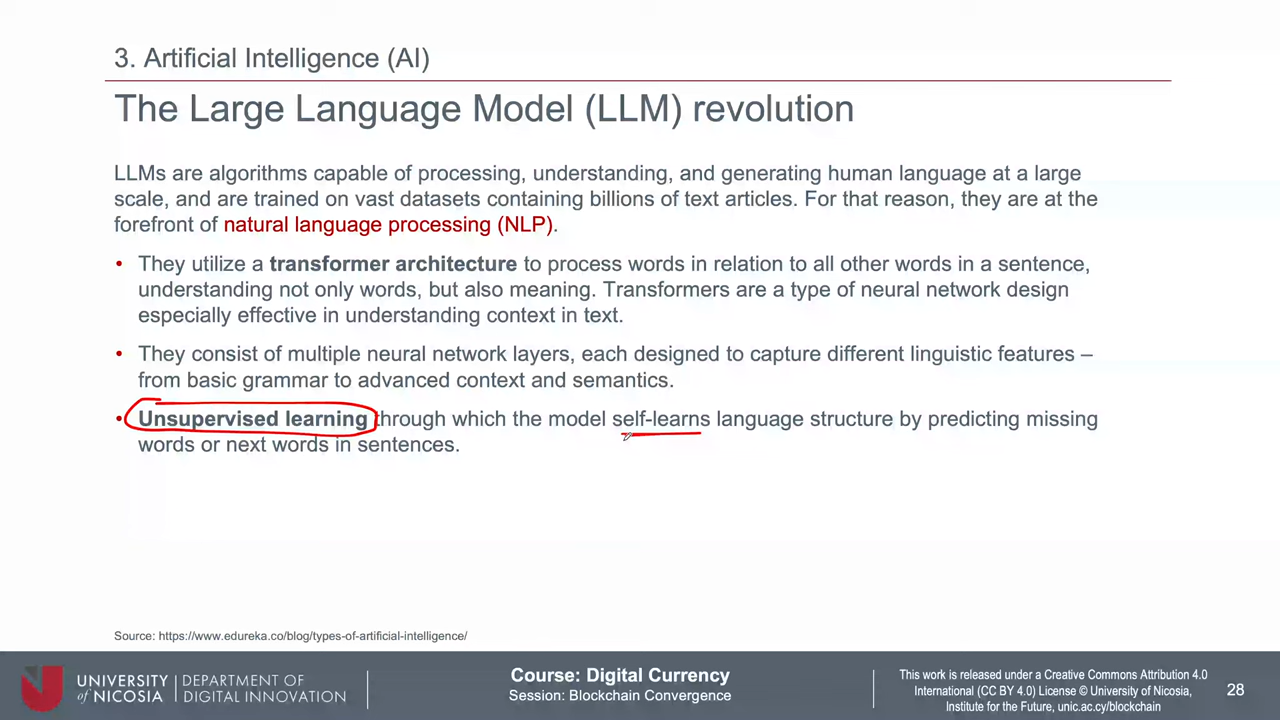 3. Artificial Intelligence (AI)
The Large Language Model (LLM) revolution
LLMs are algorithms capable of processing, understanding, and generating human language at a large
scale, and are trained on vast datasets containing billions of text articles. For that reason, they are at the
forefront of natural language processing (NLP).
• They utilize a transformer architecture to process words in relation to all other words in a sentence,
understanding not only words, but also meaning. Transformers are a type of neural network design
especially effective in understanding context in text.
• They consist of multiple neural network layers, each designed to capture different linguistic features –
from basic grammar to advanced context and semantics.
• Unsupervised learning through which the model self-learns language structure by predicting missing
words or next words in sentences.
Source: https://www.edureka.co/blog/types-of-artificial-intelligence/
UNIVERSITY
of NICOSIA
DEPARTMENT OF
DIGITAL INNOVATION
Course: Digital Currency
Session: Blockchain Convergence
This work is released under a Creative Commons Attribution 4.0
International (CC BY 4.0) License © University of Nicosia,
Institute for the Future, unic.ac.cy/blockchain
28